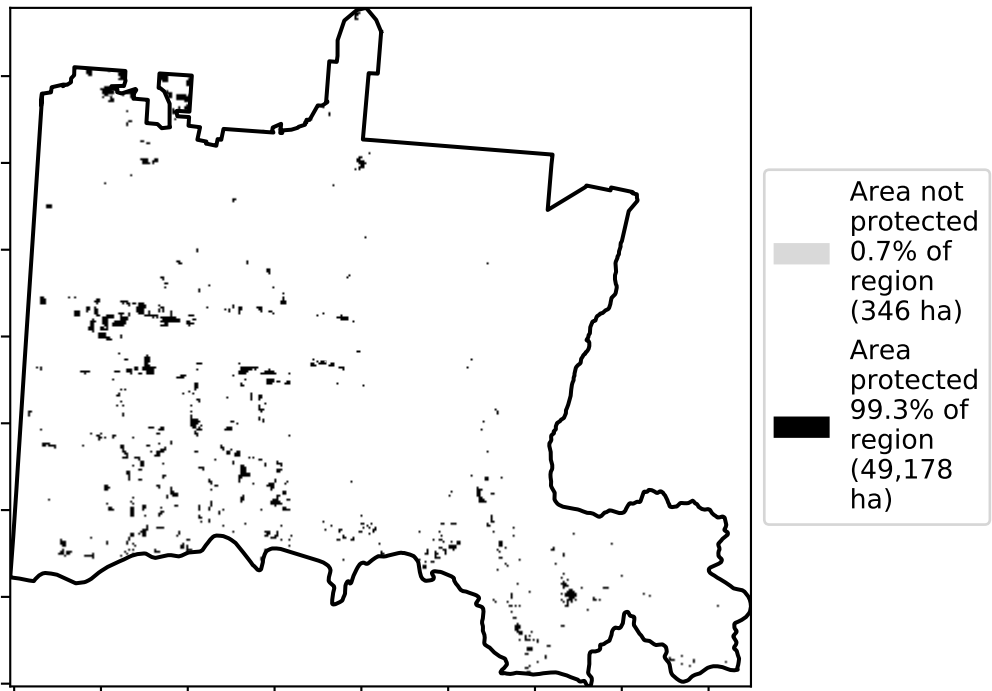 Area not
protected
0.7% of
region
(346 ha)
Area
protected
99.3% of
region
(49,178
ha)